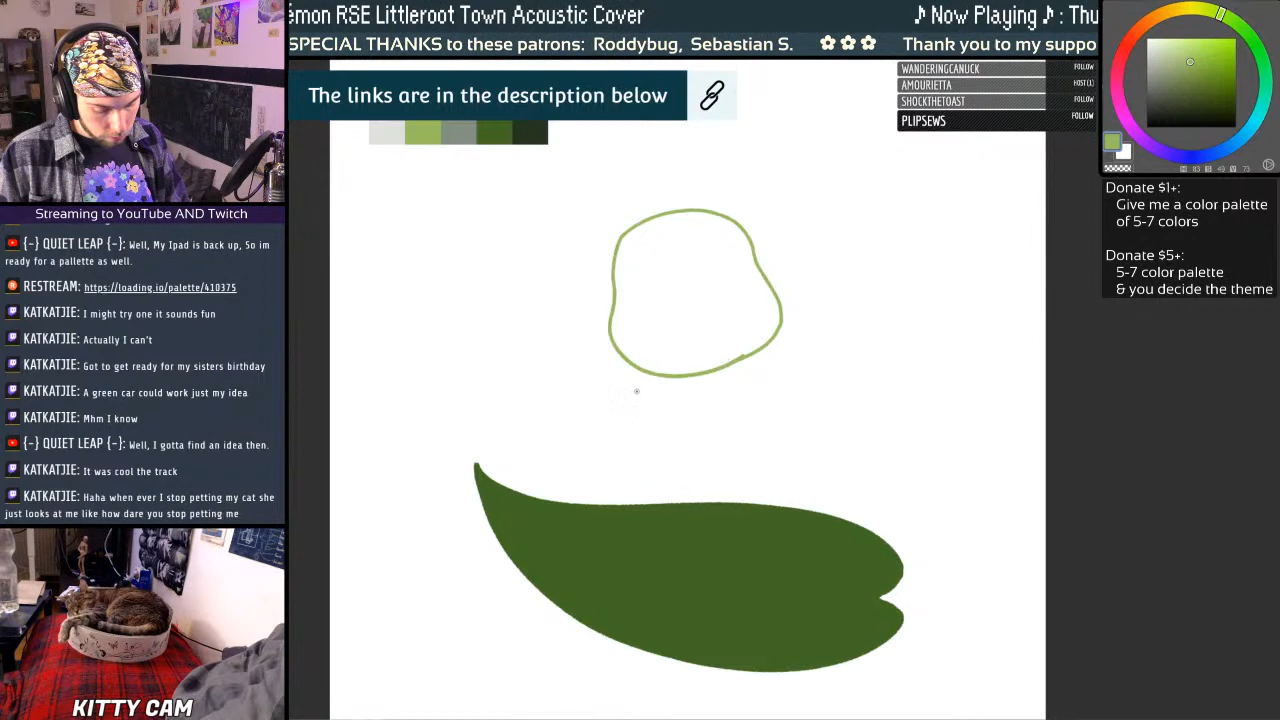 émon RSE Littleroot Town Acoustic Cover
♪ Now Playing ♪ : Thu
SPECIAL THANKS to these patrons: Roddybug, Sebastian S.
Thank you to my suppo
The links are in the description below
WANDERINGCANUCK FOLLOW
AMOURIETTA HOST(1)
SHOCKTHETOAST FOLLOW
PLIPSEWS FOLLOW
Donate $1+:
Give me a color palette
of 5-7 colors
Donate $5+:
5-7 color palette
& you decide the theme
Streaming to YouTube AND Twitch
{~} QUIET LEAP {~}: Well, My Ipad is back up, So im
ready for a pallette as well.
RESTREAM: https://loading.io/palette/410375
KATKATJIE: I might try one it sounds fun
KATKATJIE: Actually I can't
KATKATJIE: Got to get ready for my sisters birthday
KATKATJIE: A green car could work just my idea
KATKATJIE: Mhm I know
{~} QUIET LEAP {~}: Well, I gotta find an idea then.
KATKATJIE: It was cool the track
KATKATJIE: Haha when ever I stop petting my cat she
just looks at me like how dare you stop petting me
KITTY CAM